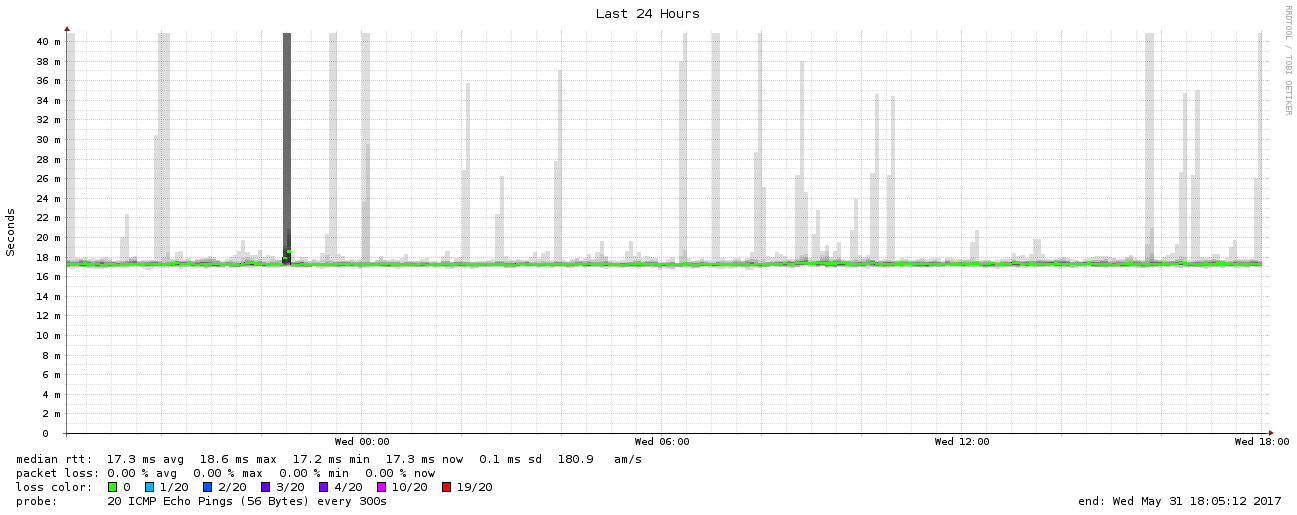 Last 24 Hours
RRDTOOL / TOBI OETIKER
Seconds
40 m
38 m
36 m
34 m
32 m
30 m
28 m
26 m
24 m
22 m
20 m
18 m
16 m
14 m
12 m
10 m
8 m
6 m
4 m
2 m
0
Wed 00:00 Wed 06:00 Wed 12:00 Wed 18:00
median rtt: 17.3 ms avg 18.6 ms max 17.2 ms min 17.3 ms now 0.1 ms sd 180.9 am/s
packet loss: 0.00 % avg 0.00 % max 0.00 % min 0.00 % now
loss color: 0 1/20 2/20 3/20 4/20 10/20 19/20
probe: 20 ICMP Echo Pings (56 Bytes) every 300s end: Wed May 31 18:05:12 2017